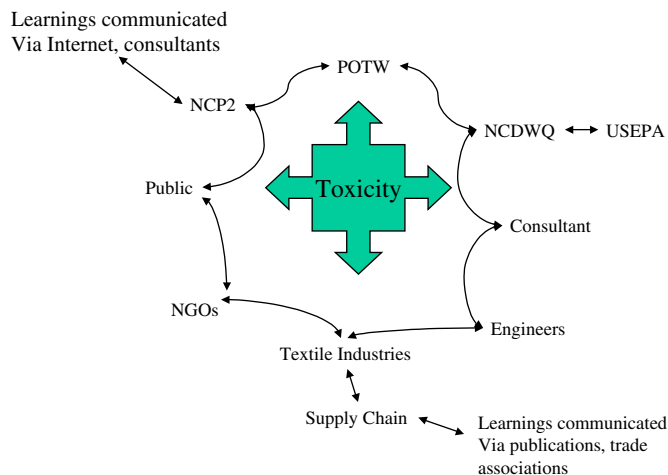 Learnings communicated
Via Internet, consultants
POTW
NCP2
NCDWQ
USEPA
Public
Toxicity
Consultant
NGOs
Engineers
Textile Industries
Supply Chain
Learnings communicated
Via publications, trade
associations